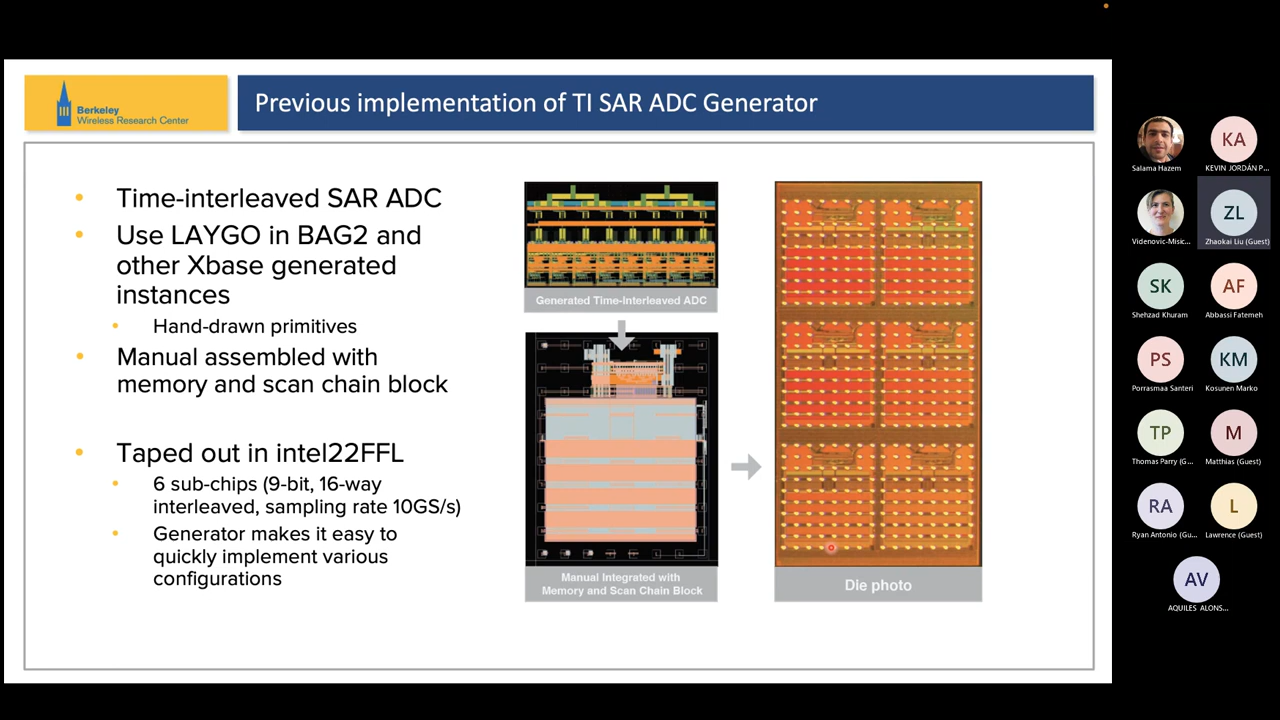 Berkeley
Wireless Research Center
Previous implementation of TI SAR ADC Generator
Time-interleaved SAR ADC
Use LAYGO in BAG2 and
other Xbase generated
instances
Hand-drawn primitives
Manual assembled with
memory and scan chain block
Taped out in intel22FFL
6 sub-chips (9-bit, 16-way
interleaved, sampling rate 10GS/s)
Generator makes it easy to
quickly implement various
configurations
Generated Time-Interleaved ADC
Manual Integrated with
Memory and Scan Chain Block
Die photo
Salama Hazem
KA
KEVIN JORDÁN P...
Videnovic-Misic...
ZL
Zhaokai Liu (Guest)
SK
Shehzad Khuram
AF
Abbassi Fatemeh
PS
Porrasmaa Santeri
KM
Kosunen Marko
TP
Thomas Parry (G...
M
Matthias (Guest)
RA
Ryan Antonio (Gu...
L
Lawrence (Guest)
AV
AQUILES ALONS...